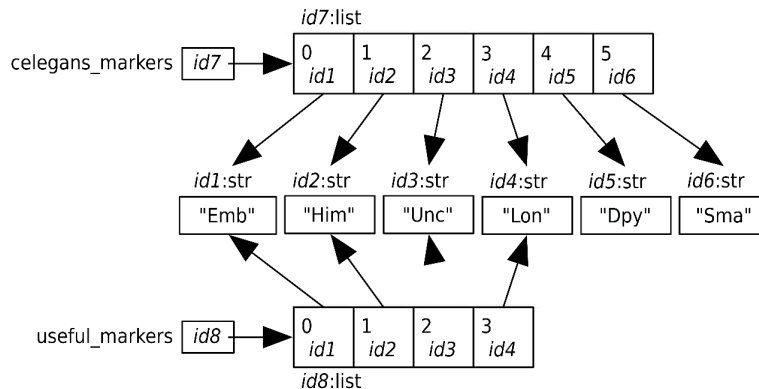 id7:list
0 1 2 3 4 5
celegans_markers id7 id1 id2 id3 id4 id5 id6
id1:str id2:str id3:str id4:str id5:str id6:str
"Emb" "Him" "Unc" "Lon" "Dpy" "Sma"
0 1 2 3
useful_markers id8 id1 id2 id3 id4
id8:list